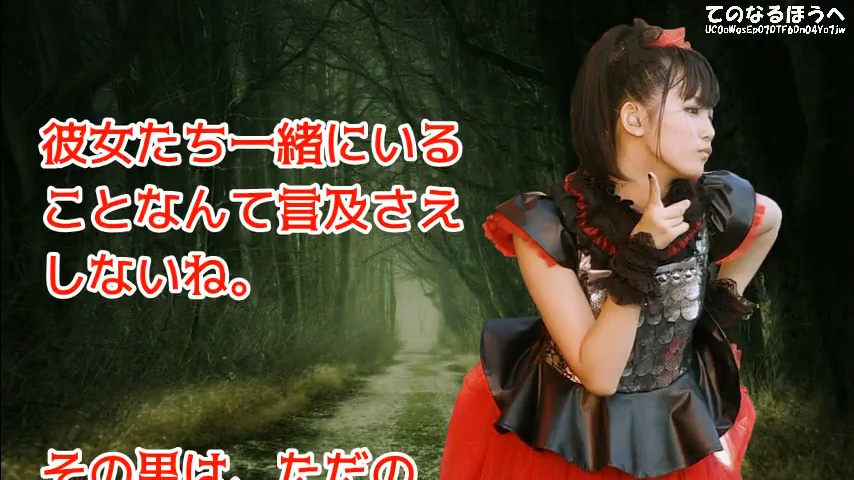 てのなるほうへ
彼女たち一緒にいる
ことなんて言及さえ
しないね。
その男は、ただの